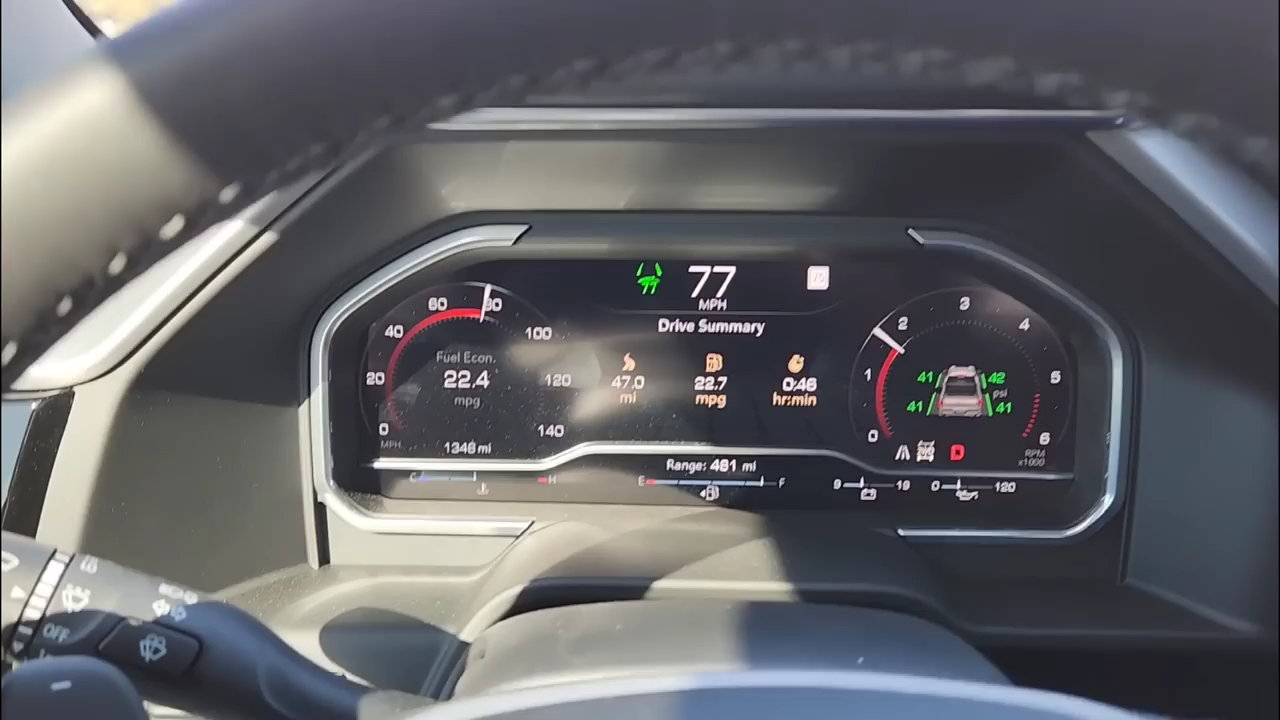 77
MPH
Drive Summary
47.0
mi
22.7
mpg
0:46
hr:min
0
20
40
60
80
100
120
140
MPH
Fuel Econ.
22.4
mpg
1348 mi
0
1
2
3
4
5
6
RPM
x1000
41
42
psi
41
41
D
Range: 481 mi
C
H
E
F
9
19
0
120
OFF